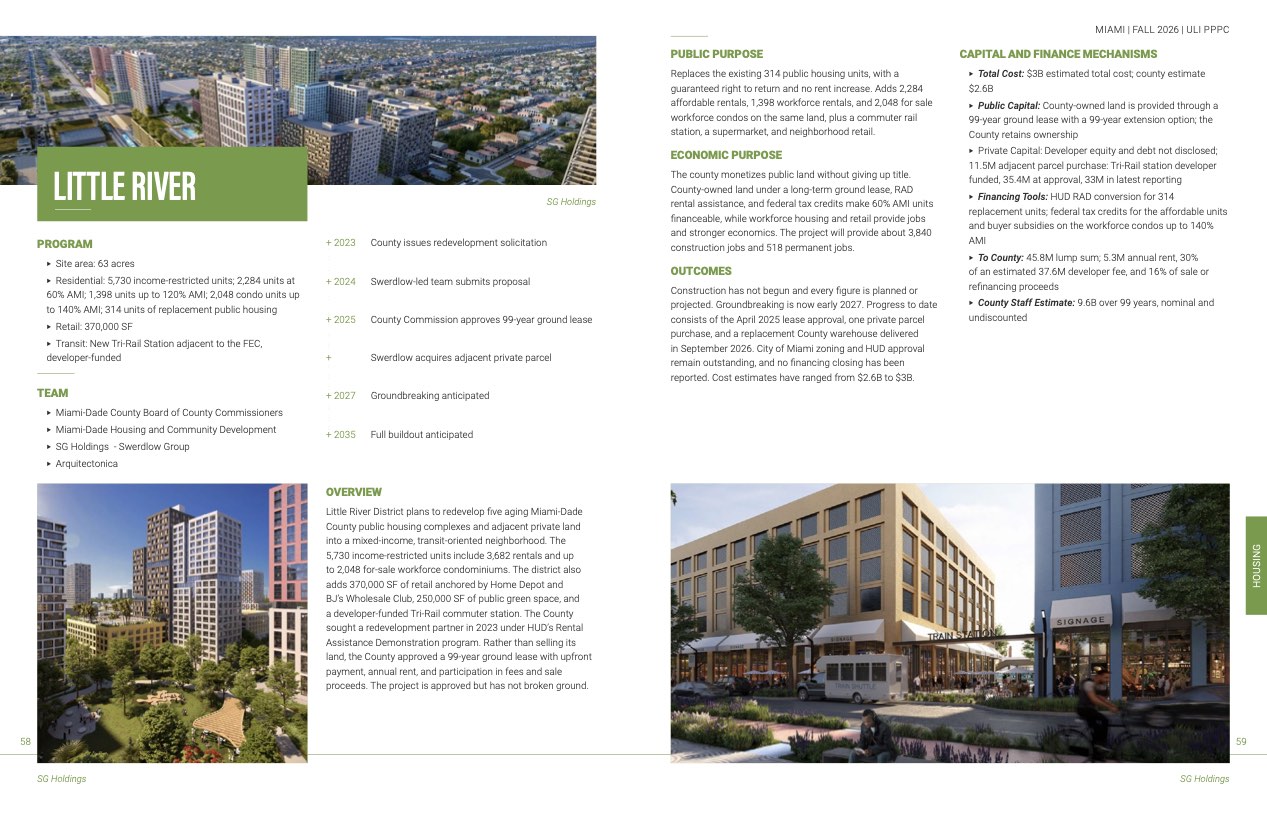 MIAMI | FALL 2026 | ULI PPPC
LITTLE RIVER
SG Holdings
PROGRAM
▸ Site area: 63 acres
▸ Residential: 5,730 income-restricted units; 2,284 units at
60% AMI; 1,398 units up to 120% AMI; 2,048 condo units up
to 140% AMI; 314 units of replacement public housing
▸ Retail: 370,000 SF
▸ Transit: New Tri-Rail Station adjacent to the FEC,
developer-funded
TEAM
▸ Miami-Dade County Board of County Commissioners
▸ Miami-Dade Housing and Community Development
▸ SG Holdings - Swerdlow Group
▸ Arquitectonica
+ 2023 County issues redevelopment solicitation
+ 2024 Swerdlow-led team submits proposal
+ 2025 County Commission approves 99-year ground lease
+ Swerdlow acquires adjacent private parcel
+ 2027 Groundbreaking anticipated
+ 2035 Full buildout anticipated
OVERVIEW
Little River District plans to redevelop five aging Miami-Dade
County public housing complexes and adjacent private land
into a mixed-income, transit-oriented neighborhood. The
5,730 income-restricted units include 3,682 rentals and up
to 2,048 for-sale workforce condominiums. The district also
adds 370,000 SF of retail anchored by Home Depot and
BJ's Wholesale Club, 250,000 SF of public green space, and
a developer-funded Tri-Rail commuter station. The County
sought a redevelopment partner in 2023 under HUD's Rental
Assistance Demonstration program. Rather than selling its
land, the County approved a 99-year ground lease with upfront
payment, annual rent, and participation in fees and sale
proceeds. The project is approved but has not broken ground.
58
SG Holdings
PUBLIC PURPOSE
Replaces the existing 314 public housing units, with a
guaranteed right to return and no rent increase. Adds 2,284
affordable rentals, 1,398 workforce rentals, and 2,048 for sale
workforce condos on the same land, plus a commuter rail
station, a supermarket, and neighborhood retail.
ECONOMIC PURPOSE
The county monetizes public land without giving up title.
County-owned land under a long-term ground lease, RAD
rental assistance, and federal tax credits make 60% AMI units
financeable, while workforce housing and retail provide jobs
and stronger economics. The project will provide about 3,840
construction jobs and 518 permanent jobs.
OUTCOMES
Construction has not begun and every figure is planned or
projected. Groundbreaking is now early 2027. Progress to date
consists of the April 2025 lease approval, one private parcel
purchase, and a replacement County warehouse delivered
in September 2026. City of Miami zoning and HUD approval
remain outstanding, and no financing closing has been
reported. Cost estimates have ranged from $2.6B to $3B.
CAPITAL AND FINANCE MECHANISMS
▸ Total Cost: $3B estimated total cost; county estimate
$2.6B
▸ Public Capital: County-owned land is provided through a
99-year ground lease with a 99-year extension option; the
County retains ownership
▸ Private Capital: Developer equity and debt not disclosed;
11.5M adjacent parcel purchase: Tri-Rail station developer
funded, 35.4M at approval, 33M in latest reporting
▸ Financing Tools: HUD RAD conversion for 314
replacement units; federal tax credits for the affordable units
and buyer subsidies on the workforce condos up to 140%
AMI
▸ To County: 45.8M lump sum; 5.3M annual rent, 30%
of an estimated 37.6M developer fee, and 16% of sale or
refinancing proceeds
▸ County Staff Estimate: 9.6B over 99 years, nominal and
undiscounted
SIGNAGE
SIGNAGE
TRAIN STATION
SIGNAGE
TRAIN SHUTTLE
HOUSING
59
SG Holdings